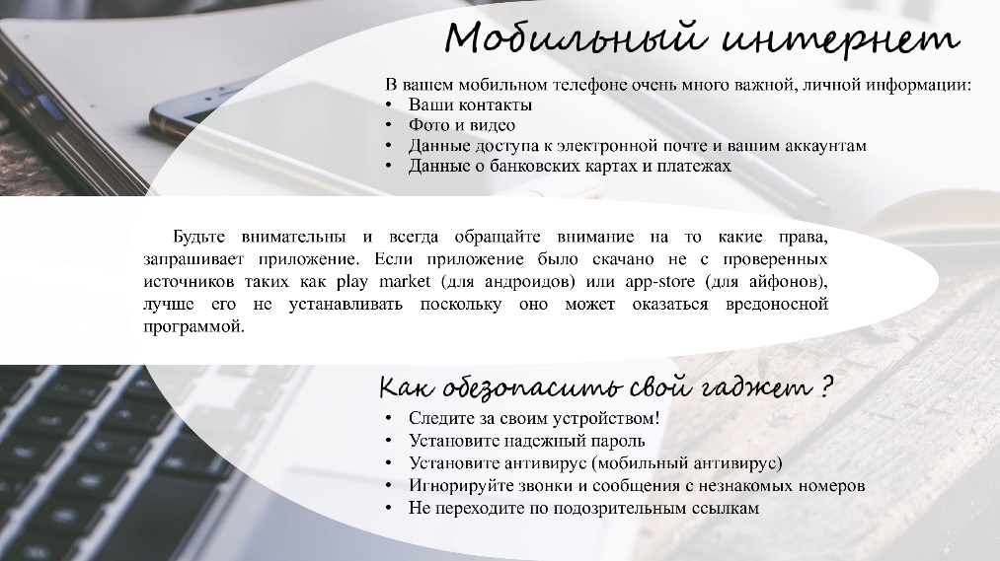 Мобильный интернет
В вашем мобильном телефоне очень много важной, личной информации:
• Ваши контакты
• Фото и видео
• Данные доступа к электронной почте и вашим аккаунтам
• Данные о банковских картах и платежах
Будьте внимательны и всегда обращайте внимание на то какие права,
запрашивает приложение. Если приложение было скачано не с проверенных
источников таких как play market (для андроидов) или app-store (для айфонов),
лучше его не устанавливать поскольку оно может оказаться вредоносной
программой.
Как обезопасить свой гаджет ?
• Следите за своим устройством!
• Установите надежный пароль
• Установите антивирус (мобильный антивирус)
• Игнорируйте звонки и сообщения с незнакомых номеров
• Не переходите по подозрительным ссылкам